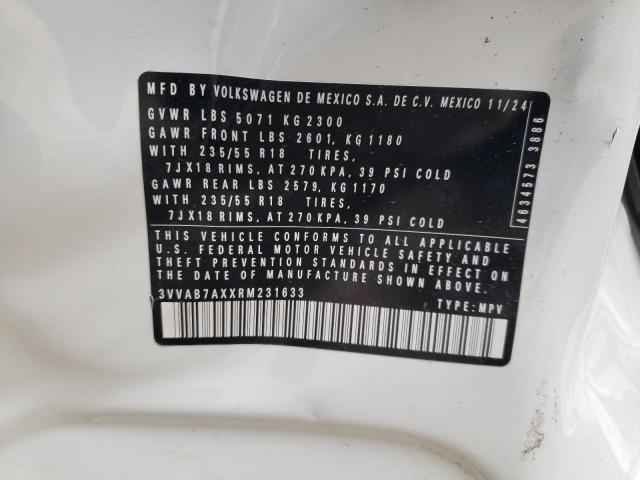 MFD BY VOLKSWAGEN DE MEXICO S.A. DE C.V. MEXICO 11/24
GVWR LBS 5071 KG 2300
GAWR FRONT LBS 2601, KG 1180
WITH 235/55 R18 TIRES,
7JX18 RIMS, AT 270 KPA, 39 PSI COLD
GAWR REAR LBS 2579, KG 1170
WITH 235/55 R18 TIRES,
7JX18 RIMS, AT 270 KPA, 39 PSI COLD
THIS VEHICLE CONFORMS TO ALL APPLICABLE
U.S. FEDERAL MOTOR VEHICLE SAFETY AND
THEFT PREVENTION STANDARDS IN EFFECT ON
THE DATE OF MANUFACTURE SHOWN ABOVE.
3VVAB7AXXRM231633
TYPE: MPV
4634573 3886